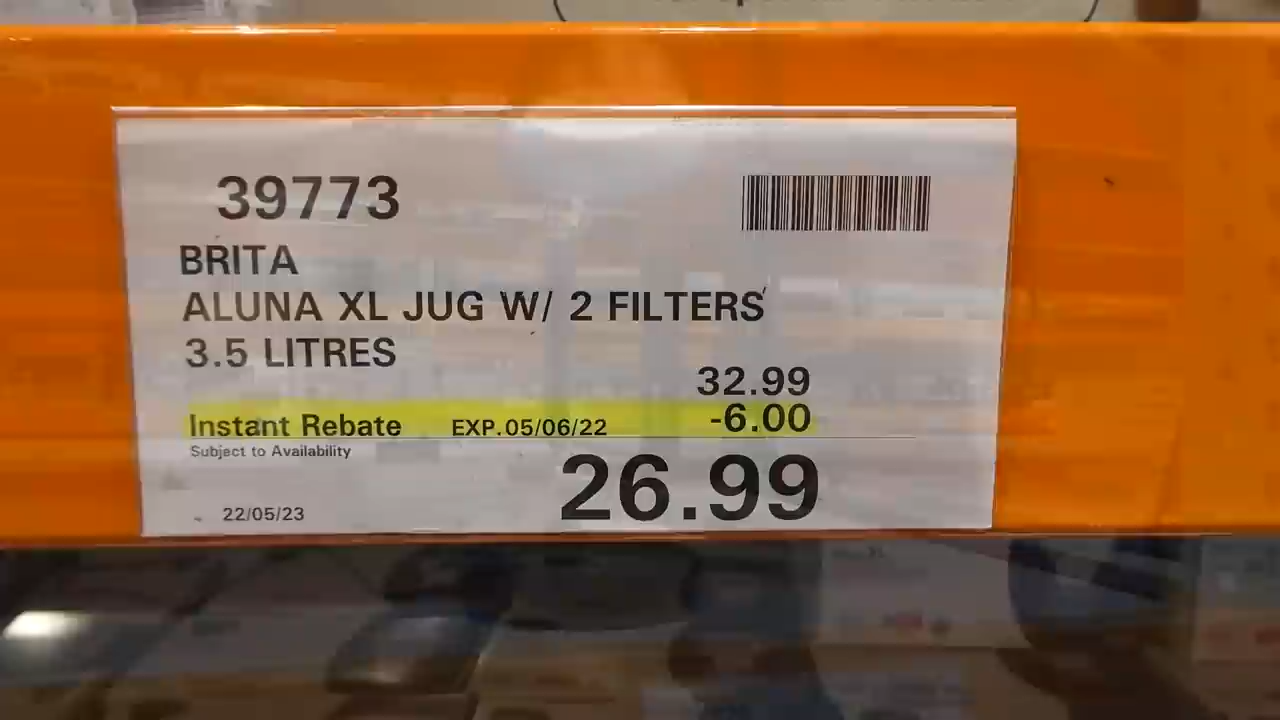 39773
BRITA
ALUNA XL JUG W/ 2 FILTERS
3.5 LITRES
32.99
Instant Rebate EXP.05/06/22 -6.00
Subject to Availability
26.99
22/05/23